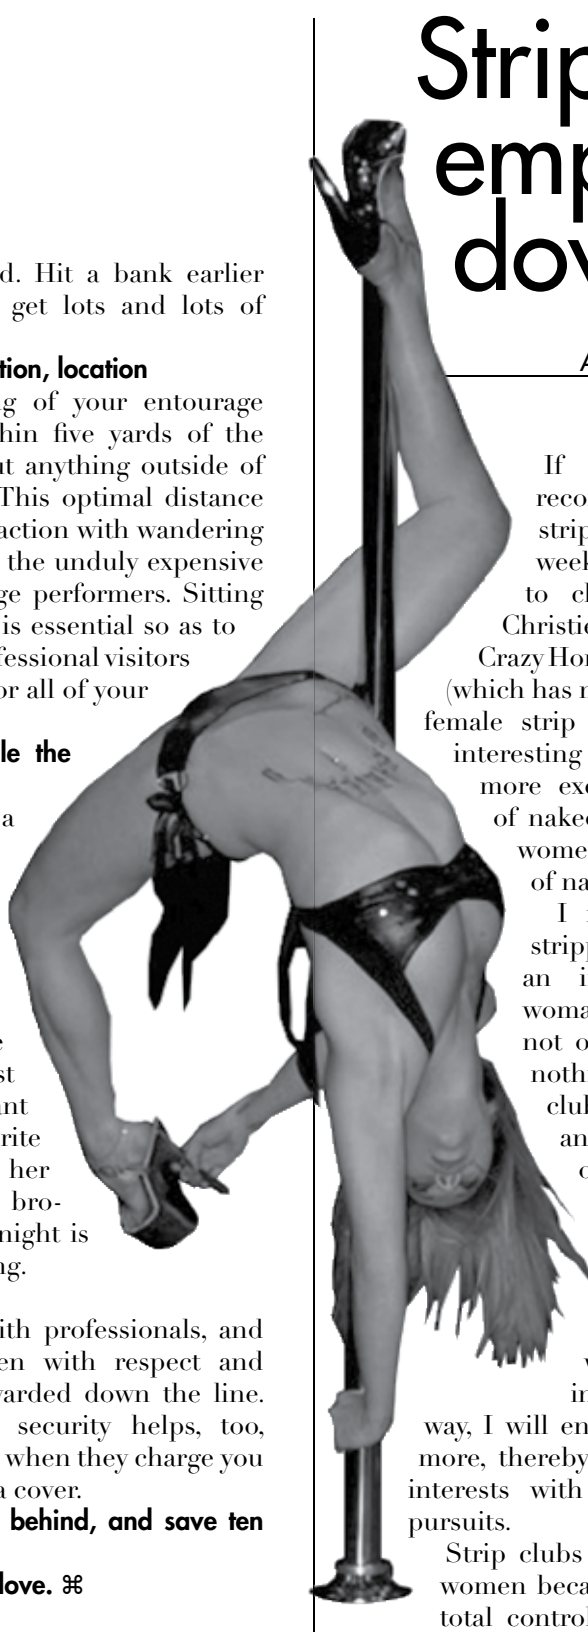 d. Hit a bank earlier
get lots and lots of
tion, location
g of your entourage
hin five yards of the
ut anything outside of
This optimal distance
action with wandering
the unduly expensive
ge performers. Sitting
is essential so as to
fessional visitors
or all of your
le the
a
e
st
ant
rite
her
bro-
night is
ng.
ith professionals, and
en with respect and
warded down the line.
security helps, too,
when they charge you
a cover.
behind, and save ten
love. ⌘
Strip
emp
dov
A
If
reco
strip
week
to cl
Christie
Crazy Hor
(which has n
female strip
interesting
more exc
of nake
wome
of na
I
stripp
an i
woma
not o
noth
club
an
o
in
way, I will en
more, thereby
interests with
pursuits.
Strip clubs
women beca
total control